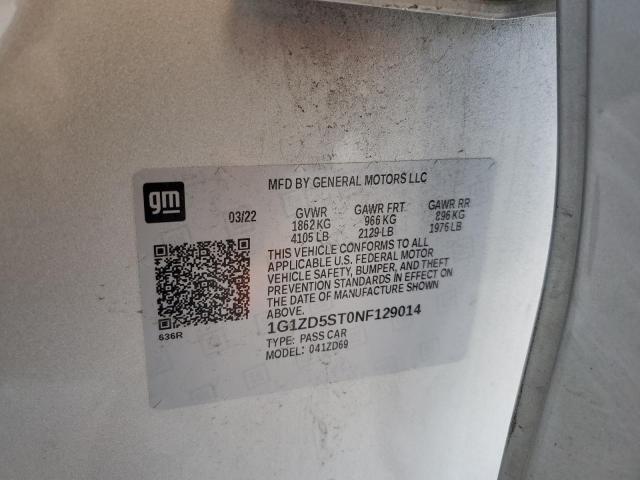 gm
MFD BY GENERAL MOTORS LLC
03/22 GVWR GAWR FRT GAWR RR
1862 KG 966 KG 896 KG
4105 LB 2129 LB 1976 LB
THIS VEHICLE CONFORMS TO ALL
APPLICABLE U.S. FEDERAL MOTOR
VEHICLE SAFETY, BUMPER, AND THEFT
PREVENTION STANDARDS IN EFFECT ON
THE DATE OF MANUFACTURE SHOWN
ABOVE.
1G1ZD5ST0NF129014
TYPE: PASS CAR
MODEL: 041ZD69
636R